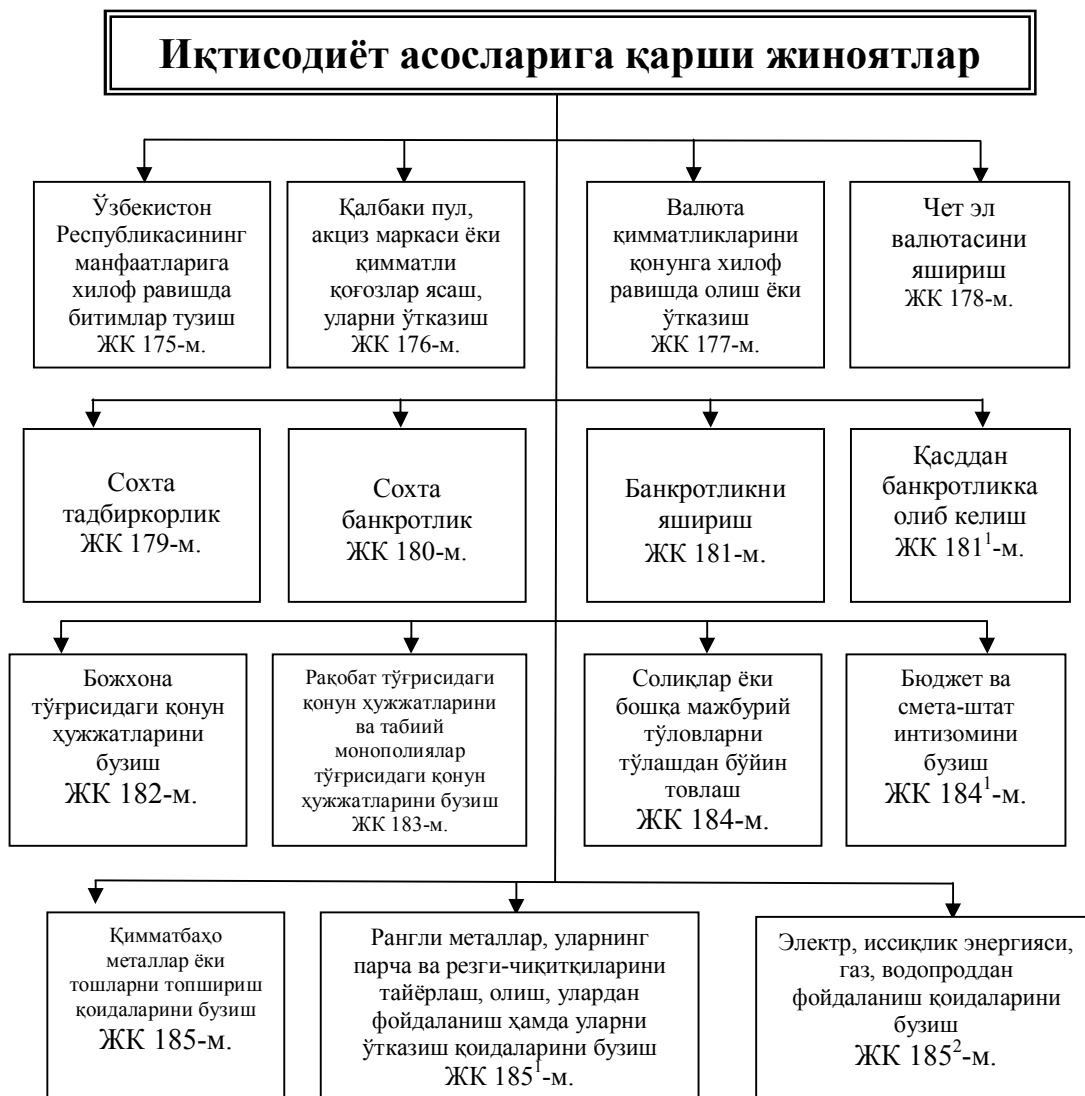 Иқтисодиёт асосларига қарши жиноятлар
Ўзбекистон
Республикасининг
манфаатларига
хилоф равишда
битимлар тузиш
ЖК 175-м.
Қалбаки пул,
акциз маркаси ёки
қимматли
қоғозлар ясаш,
уларни ўтказиш
ЖК 176-м.
Валюта
қимматликларини
қонунга хилоф
равишда олиш ёки
ўтказиш
ЖК 177-м.
Чет эл
валютасини
яшириш
ЖК 178-м.
Сохта
тадбиркорлик
ЖК 179-м.
Сохта
банкротлик
ЖК 180-м.
Банкротликни
яшириш
ЖК 181-м.
Қасддан
банкротликка
олиб келиш
ЖК 181¹-м.
Божхона
тўғрисидаги қонун
ҳужжатларини
бузиш
ЖК 182-м.
Рақобат тўғрисидаги
қонун ҳужжатларини
ва табиий
монополиялар
тўғрисидаги қонун
ҳужжатларини бузиш
ЖК 183-м.
Солиқлар ёки
бошқа мажбурий
тўловларни
тўлашдан бўйин
товлаш
ЖК 184-м.
Бюджет ва
смета-штат
интизомини
бузиш
ЖК 184¹-м.
Қимматбаҳо
металлар ёки
тошларни топшириш
қоидаларини бузиш
ЖК 185-м.
Рангли металлар, уларнинг
парча ва резги-чиқитқиларини
тайёрлаш, олиш, улардан
фойдаланиш ҳамда уларни
ўтказиш қоидаларини бузиш
ЖК 185¹-м.
Электр, иссиқлик энергияси,
газ, водопроддан
фойдаланиш қоидаларини
бузиш
ЖК 185²-м.